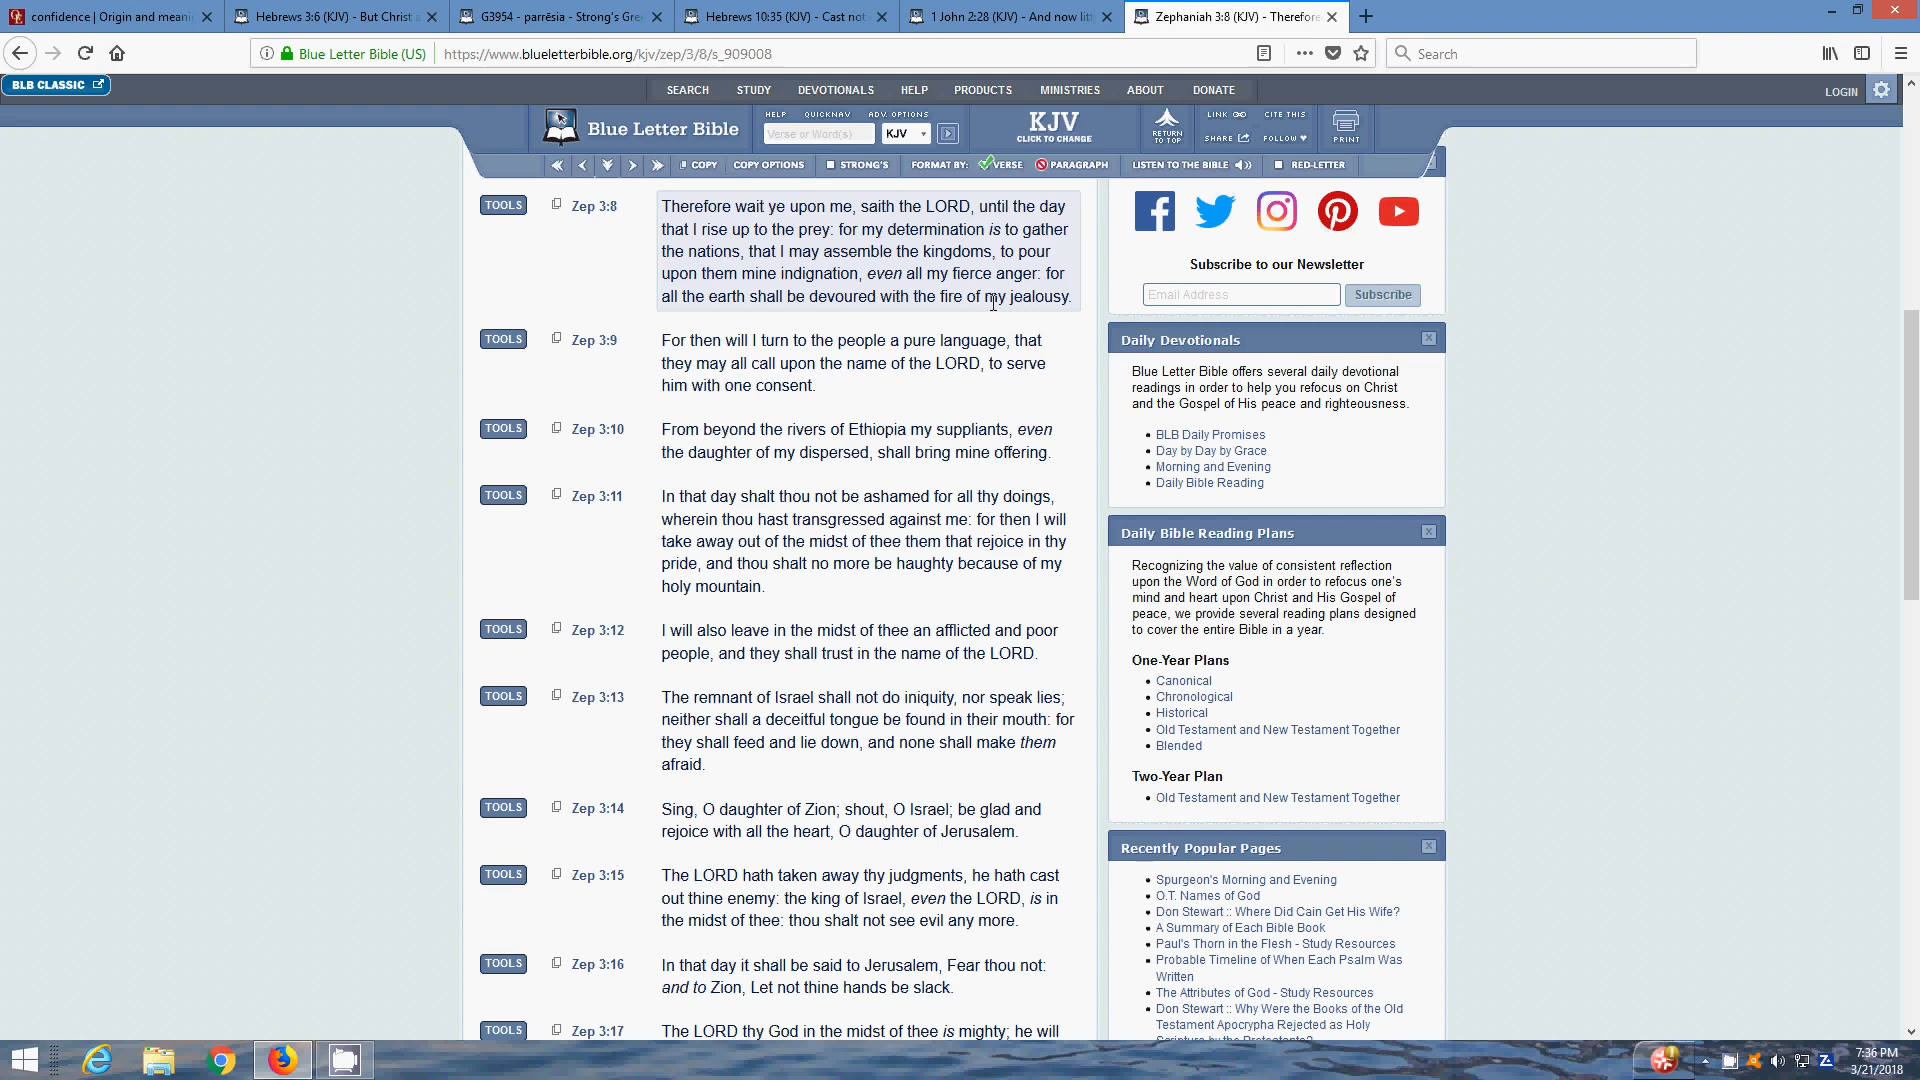 confidence | Origin and meani
Hebrews 3:6 (KJV) - But Christ a
G3954 - parrēsia - Strong's Gre
Hebrews 10:35 (KJV) - Cast not
1 John 2:28 (KJV) - And now litt
Zephaniah 3:8 (KJV) - Therefore
Blue Letter Bible (US)
https://www.blueletterbible.org/kjv/zep/3/8/s_909008
Search
BLB CLASSIC
SEARCH STUDY DEVOTIONALS HELP PRODUCTS MINISTRIES ABOUT DONATE
LOGIN
Blue Letter Bible
HELP QUICKNAV ADV. OPTIONS
Verse or Word(s) KJV
KJV
CLICK TO CHANGE
RETURN
TO TOP
LINK CITE THIS
SHARE FOLLOW
PRINT
COPY COPY OPTIONS STRONG'S FORMAT BY: VERSE PARAGRAPH LISTEN TO THE BIBLE RED-LETTER
TOOLS Zep 3:8 Therefore wait ye upon me, saith the LORD, until the day
that I rise up to the prey: for my determination is to gather
the nations, that I may assemble the kingdoms, to pour
upon them mine indignation, even all my fierce anger: for
all the earth shall be devoured with the fire of my jealousy.
TOOLS Zep 3:9 For then will I turn to the people a pure language, that
they may all call upon the name of the LORD, to serve
him with one consent.
TOOLS Zep 3:10 From beyond the rivers of Ethiopia my suppliants, even
the daughter of my dispersed, shall bring mine offering.
TOOLS Zep 3:11 In that day shalt thou not be ashamed for all thy doings,
wherein thou hast transgressed against me: for then I will
take away out of the midst of thee them that rejoice in thy
pride, and thou shalt no more be haughty because of my
holy mountain.
TOOLS Zep 3:12 I will also leave in the midst of thee an afflicted and poor
people, and they shall trust in the name of the LORD.
TOOLS Zep 3:13 The remnant of Israel shall not do iniquity, nor speak lies;
neither shall a deceitful tongue be found in their mouth: for
they shall feed and lie down, and none shall make them
afraid.
TOOLS Zep 3:14 Sing, O daughter of Zion; shout, O Israel; be glad and
rejoice with all the heart, O daughter of Jerusalem.
TOOLS Zep 3:15 The LORD hath taken away thy judgments, he hath cast
out thine enemy: the king of Israel, even the LORD, is in
the midst of thee: thou shalt not see evil any more.
TOOLS Zep 3:16 In that day it shall be said to Jerusalem, Fear thou not:
and to Zion, Let not thine hands be slack.
TOOLS Zep 3:17 The LORD thy God in the midst of thee is mighty; he will
Subscribe to our Newsletter
Email Address Subscribe
Daily Devotionals
Blue Letter Bible offers several daily devotional
readings in order to help you refocus on Christ
and the Gospel of His peace and righteousness.
BLB Daily Promises
Day by Day by Grace
Morning and Evening
Daily Bible Reading
Daily Bible Reading Plans
Recognizing the value of consistent reflection
upon the Word of God in order to refocus one's
mind and heart upon Christ and His Gospel of
peace, we provide several reading plans designed
to cover the entire Bible in a year.
One-Year Plans
Canonical
Chronological
Historical
Old Testament and New Testament Together
Blended
Two-Year Plan
Old Testament and New Testament Together
Recently Popular Pages
Spurgeon's Morning and Evening
O.T. Names of God
Don Stewart :: Where Did Cain Get His Wife?
A Summary of Each Bible Book
Paul's Thorn in the Flesh - Study Resources
Probable Timeline of When Each Psalm Was
Written
The Attributes of God - Study Resources
Don Stewart :: Why Were the Books of the Old
Testament Apocrypha Rejected as Holy
Scripture by the Protestants?
7:36 PM
3/21/2018